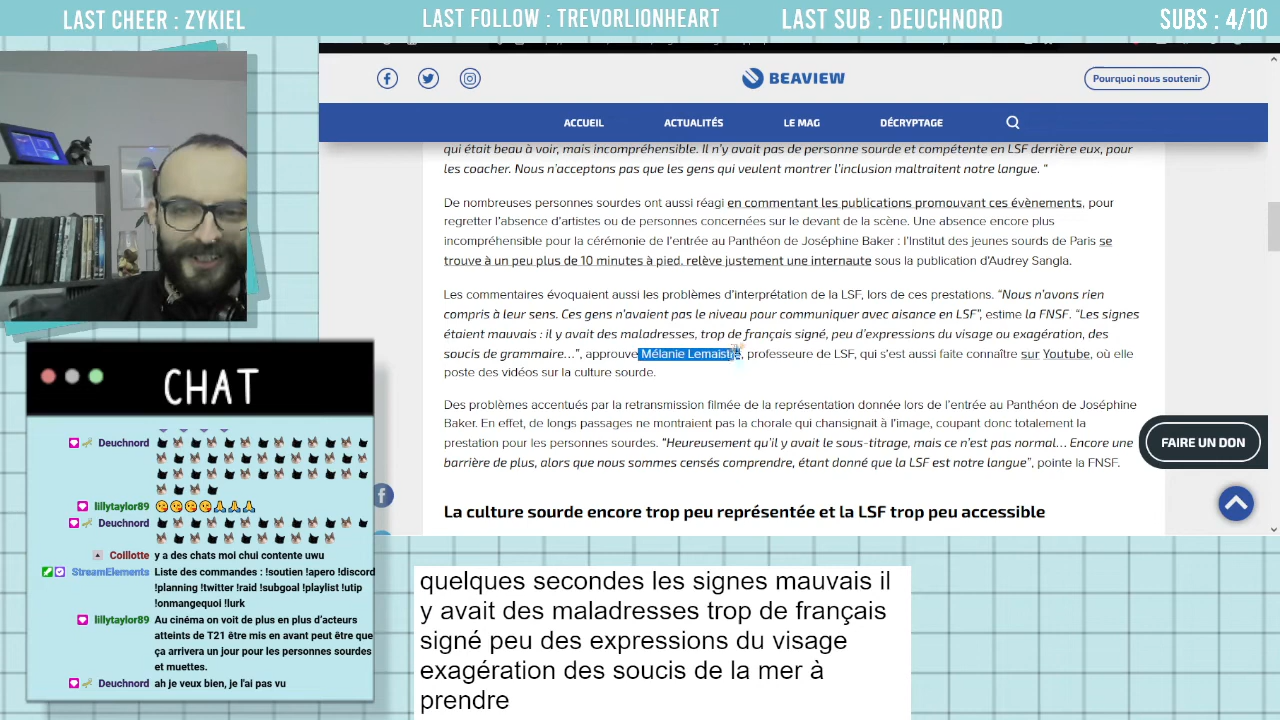 LAST CHEER : ZYKIEL
LAST FOLLOW : TREVORLIONHEART
LAST SUB : DEUCHNORD
SUBS : 4/10
BEAVIEW
Pourquoi nous soutenir
ACCUEIL
ACTUALITÉS
LE MAG
DÉCRYPTAGE
qui était beau à voir, mais incompréhensible. Il n’y avait pas de personne sourde et compétente en LSF derrière eux, pour
les coacher. Nous n’acceptons pas que les gens qui veulent montrer l’inclusion maltraitent notre langue. “
De nombreuses personnes sourdes ont aussi réagi en commentant les publications promouvant ces évènements, pour
regretter l’absence d’artistes ou de personnes concernées sur le devant de la scène. Une absence encore plus
incompréhensible pour la cérémonie de l’entrée au Panthéon de Joséphine Baker : l’Institut des jeunes sourds de Paris se
trouve à un peu plus de 10 minutes à pied, relève justement une internaute sous la publication d’Audrey Sangla.
Les commentaires évoquaient aussi les problèmes d’interprétation de la LSF, lors de ces prestations. “Nous n’avons rien
compris à leur sens. Ces gens n’avaient pas le niveau pour communiquer avec aisance en LSF”, estime la FNSF. “Les signes
étaient mauvais : il y avait des maladresses, trop de français signé, peu d’expressions du visage ou exagération, des
soucis de grammaire…”, approuve Mélanie Lemaistre, professeure de LSF, qui s’est aussi faite connaître sur Youtube, où elle
poste des vidéos sur la culture sourde.
Des problèmes accentués par la retransmission filmée de la représentation donnée lors de l’entrée au Panthéon de Joséphine
Baker. En effet, de longs passages ne montraient pas la chorale qui chansignait à l’image, coupant donc totalement la
prestation pour les personnes sourdes. “Heureusement qu’il y avait le sous-titrage, mais ce n’est pas normal… Encore une
barrière de plus, alors que nous sommes censés comprendre, étant donné que la LSF est notre langue”, pointe la FNSF.
La culture sourde encore trop peu représentée et la LSF trop peu accessible
FAIRE UN DON
CHAT
Deuchnord
lillytaylor89
Deuchnord
Coillotte y a des chats moi chui contente uwu
StreamElements Liste des commandes : !soutien !apero !discord
!planning !twitter !raid !subgoal !playlist !utip
!onmangequoi !lurk
lillytaylor89 Au cinéma on voit de plus en plus d’acteurs
atteints de T21 être mis en avant peut être que
ça arrivera un jour pour les personnes sourdes
et muettes.
Deuchnord ah je veux bien, je l'ai pas vu
quelques secondes les signes mauvais il
y avait des maladresses trop de français
signé peu des expressions du visage
exagération des soucis de la mer à
prendre